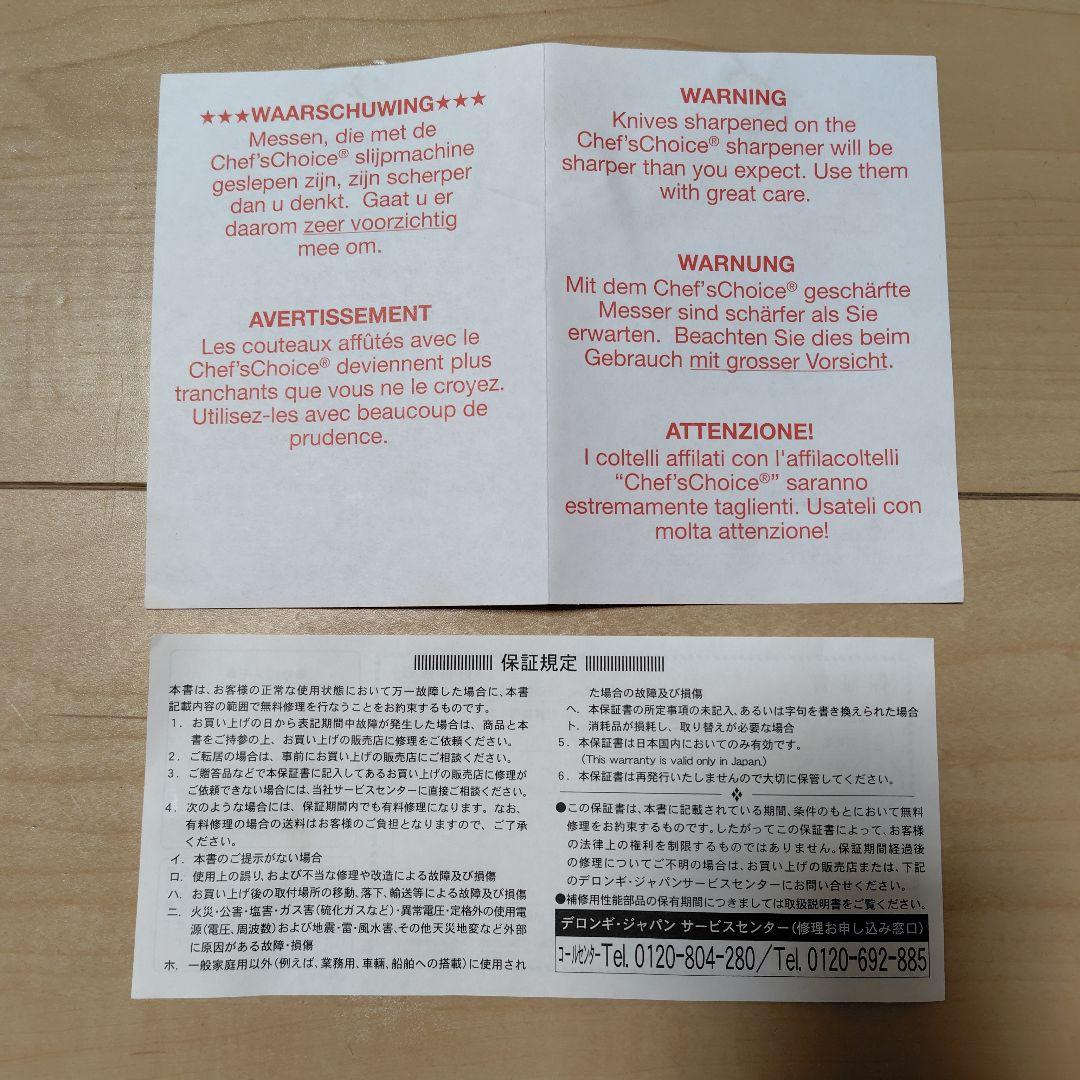 ★★★WAARSCHUWING★★★
Messen, die met de
Chef'sChoice® slijpmachine
geslepen zijn, zijn scherper
dan u denkt. Gaat u er
daarom zeer voorzichtig
mee om.
AVERTISSEMENT
Les couteaux affûtés avec le
Chef'sChoice® deviennent plus
tranchants que vous ne le croyez.
Utilisez-les avec beaucoup de
prudence.
WARNING
Knives sharpened on the
Chef'sChoice® sharpener will be
sharper than you expect. Use them
with great care.
WARNUNG
Mit dem Chef'sChoice® geschärfte
Messer sind schärfer als Sie
erwarten. Beachten Sie dies beim
Gebrauch mit grosser Vorsicht.
ATTENZIONE!
I coltelli affilati con l'affilacoltelli
“Chef'sChoice®” saranno
estremamente taglienti. Usateli con
molta attenzione!
保証規定
本書は、お客様の正常な使用状態において万一故障した場合に、本書
記載内容の範囲で無料修理を行なうことをお約束するものです。
1．お買い上げの日から表記期間中故障が発生した場合は、商品と本
書をご持参の上、お買い上げの販売店に修理をご依頼ください。
2．ご転居の場合は、事前にお買い上げの販売店にご相談ください。
3．ご贈答品などで本保証書に記入してあるお買い上げの販売店に修理が
ご依頼できない場合には、当社サービスセンターに直接ご相談ください。
4．次のような場合には、保証期間内でも有料修理になります。なお、
有料修理の場合の送料はお客様のご負担となりますので、ご了承
ください。
イ．本書のご提示がない場合
ロ．使用上の誤り、および不当な修理や改造による故障及び損傷
ハ．お買い上げ後の取付場所の移動、落下、輸送等による故障及び損傷
ニ．火災・公害・塩害・ガス害（硫化ガスなど）・異常電圧・定格外の使用電
源（電圧、周波数）および地震・雷・風水害、その他天災地変など外部
に原因がある故障・損傷
ホ．一般家庭用以外（例えば、業務用、車輌、船舶への搭載）に使用され
た場合の故障及び損傷
ヘ．本保証書の所定事項の未記入、あるいは字句を書き換えられた場合
ト．消耗品が損耗し、取り替えが必要な場合
5．本保証書は日本国内においてのみ有効です。
（This warranty is valid only in Japan.）
6．本保証書は再発行いたしませんので大切に保管してください。
●この保証書は、本書に記載されている期間、条件のもとにおいて無料
修理をお約束するものです。したがってこの保証書によって、お客様
の法律上の権利を制限するものではありません。保証期間経過後
の修理についてご不明の場合は、お買い上げの販売店または、下記
のデロンギ・ジャパンサービスセンターにお問い合せください。
●補修用性能部品の保有期間につきましては取扱説明書をご覧ください。
デロンギ・ジャパン サービスセンター（修理お申し込み窓口）
コールセンターTel. 0120-804-280／Tel. 0120-692-885